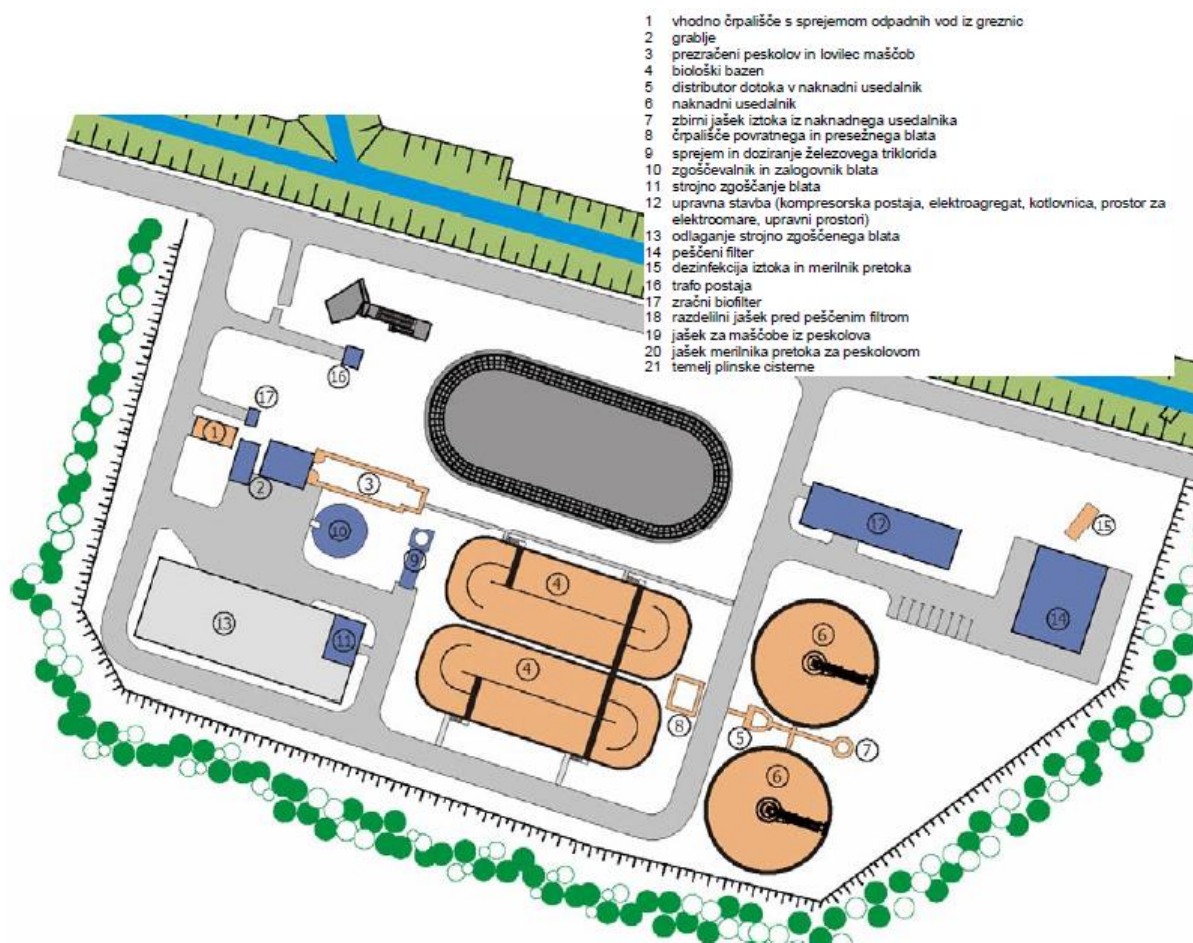 1 vhodno črpališče s sprejemom odpadnih vod iz greznic
2 grablje
3 prezračeni peskolov in lovilec maščob
4 biološki bazen
5 distributor dotoka v naknadni usedalnik
6 naknadni usedalnik
7 zbirni jašek iztoka iz naknadnega usedalnika
8 črpališče povratnega in presežnega blata
9 sprejem in doziranje železovega triklorida
10 zgoščevalnik in zalogovnik blata
11 strojno zgoščanje blata
12 upravna stavba (kompresorska postaja, elektroagregat, kotlovnica, prostor za
elektroomare, upravni prostori)
13 odlaganje strojno zgoščenega blata
14 peščeni filter
15 dezinfekcija iztoka in merilnik pretoka
16 trafo postaja
17 zračni biofilter
18 razdelilni jašek pred peščenim filtrom
19 jašek za maščobe iz peskolova
20 jašek merilnika pretoka za peskolovom
21 temelj plinske cisterne
16
17
1
2
3
10
9
13
11
4
4
8
6
5
7
6
15
14